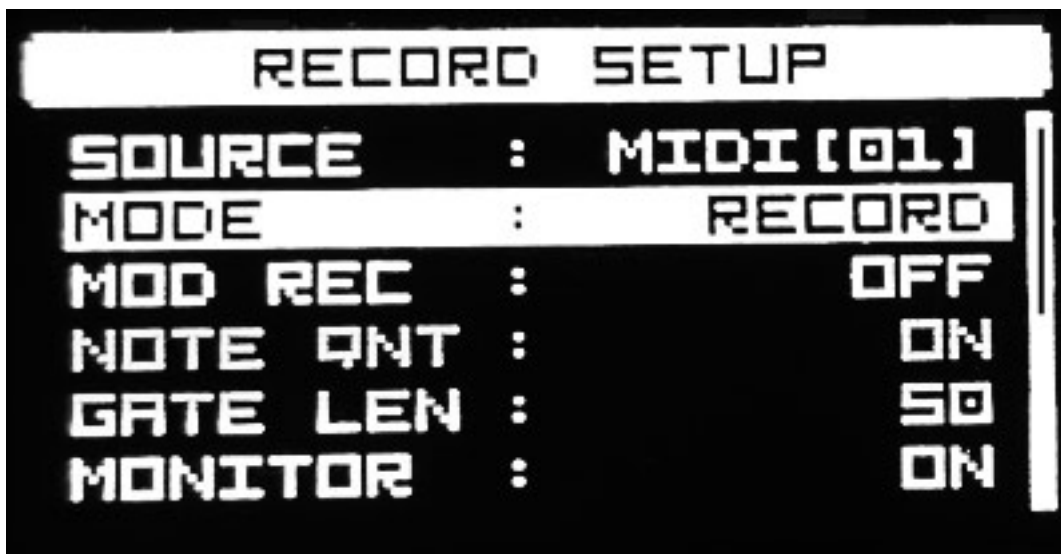 RECORD SETUP
SOURCE : MIDI[01]
MODE : RECORD
MOD REC : OFF
NOTE QNT : ON
GATE LEN : 50
MONITOR : ON